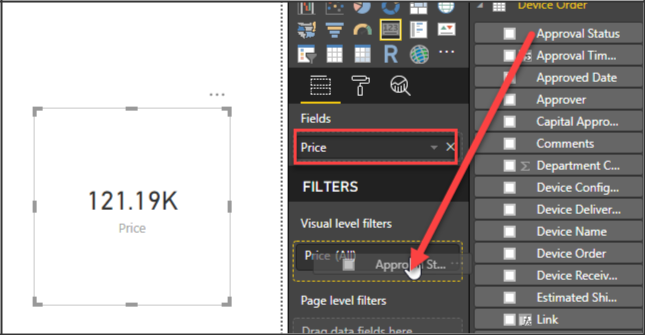 121.19K
Price
R
Fields
Price
FILTERS
Visual level filters
Price (All)
Approval St...
Page level filters
Drag data fields here
Device Order
Approval Status
Approval Tim...
Approved Date
Approver
Capital Appro...
Comments
Department C...
Device Config...
Device Deliver...
Device Name
Device Order
Device Receiv...
Estimated Shi...
Link